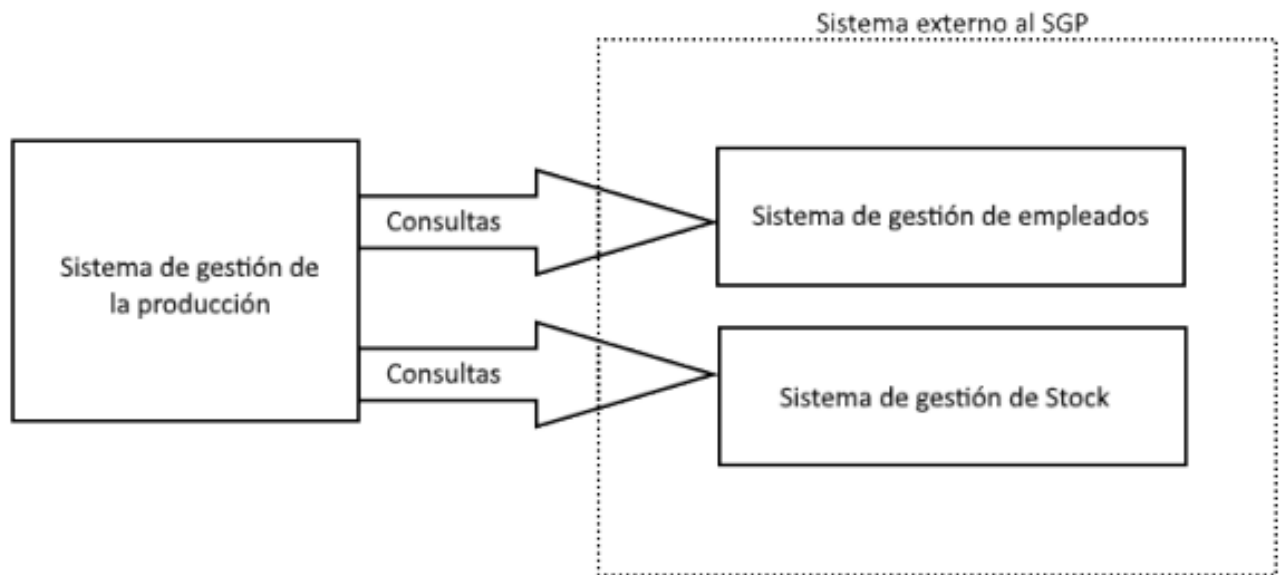 Sistema externo al SGP
Sistema de gestión de
la producción
Consultas
Sistema de gestión de empleados
Consultas
Sistema de gestión de Stock